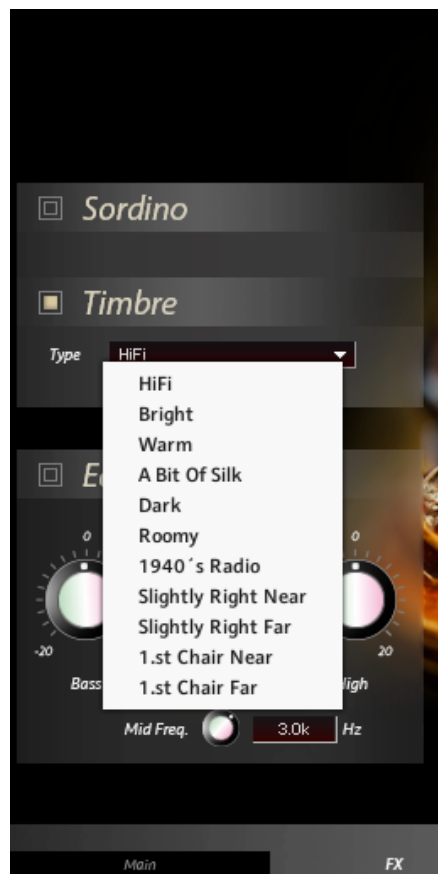 Sordino
Timbre
Type HiFi
HiFi
Bright
Warm
A Bit Of Silk
Dark
Roomy
1940´s Radio
Slightly Right Near
Slightly Right Far
1.st Chair Near
1.st Chair Far
0 0
-20 20
Bass
Mid Freq. 3.0k Hz
Main FX